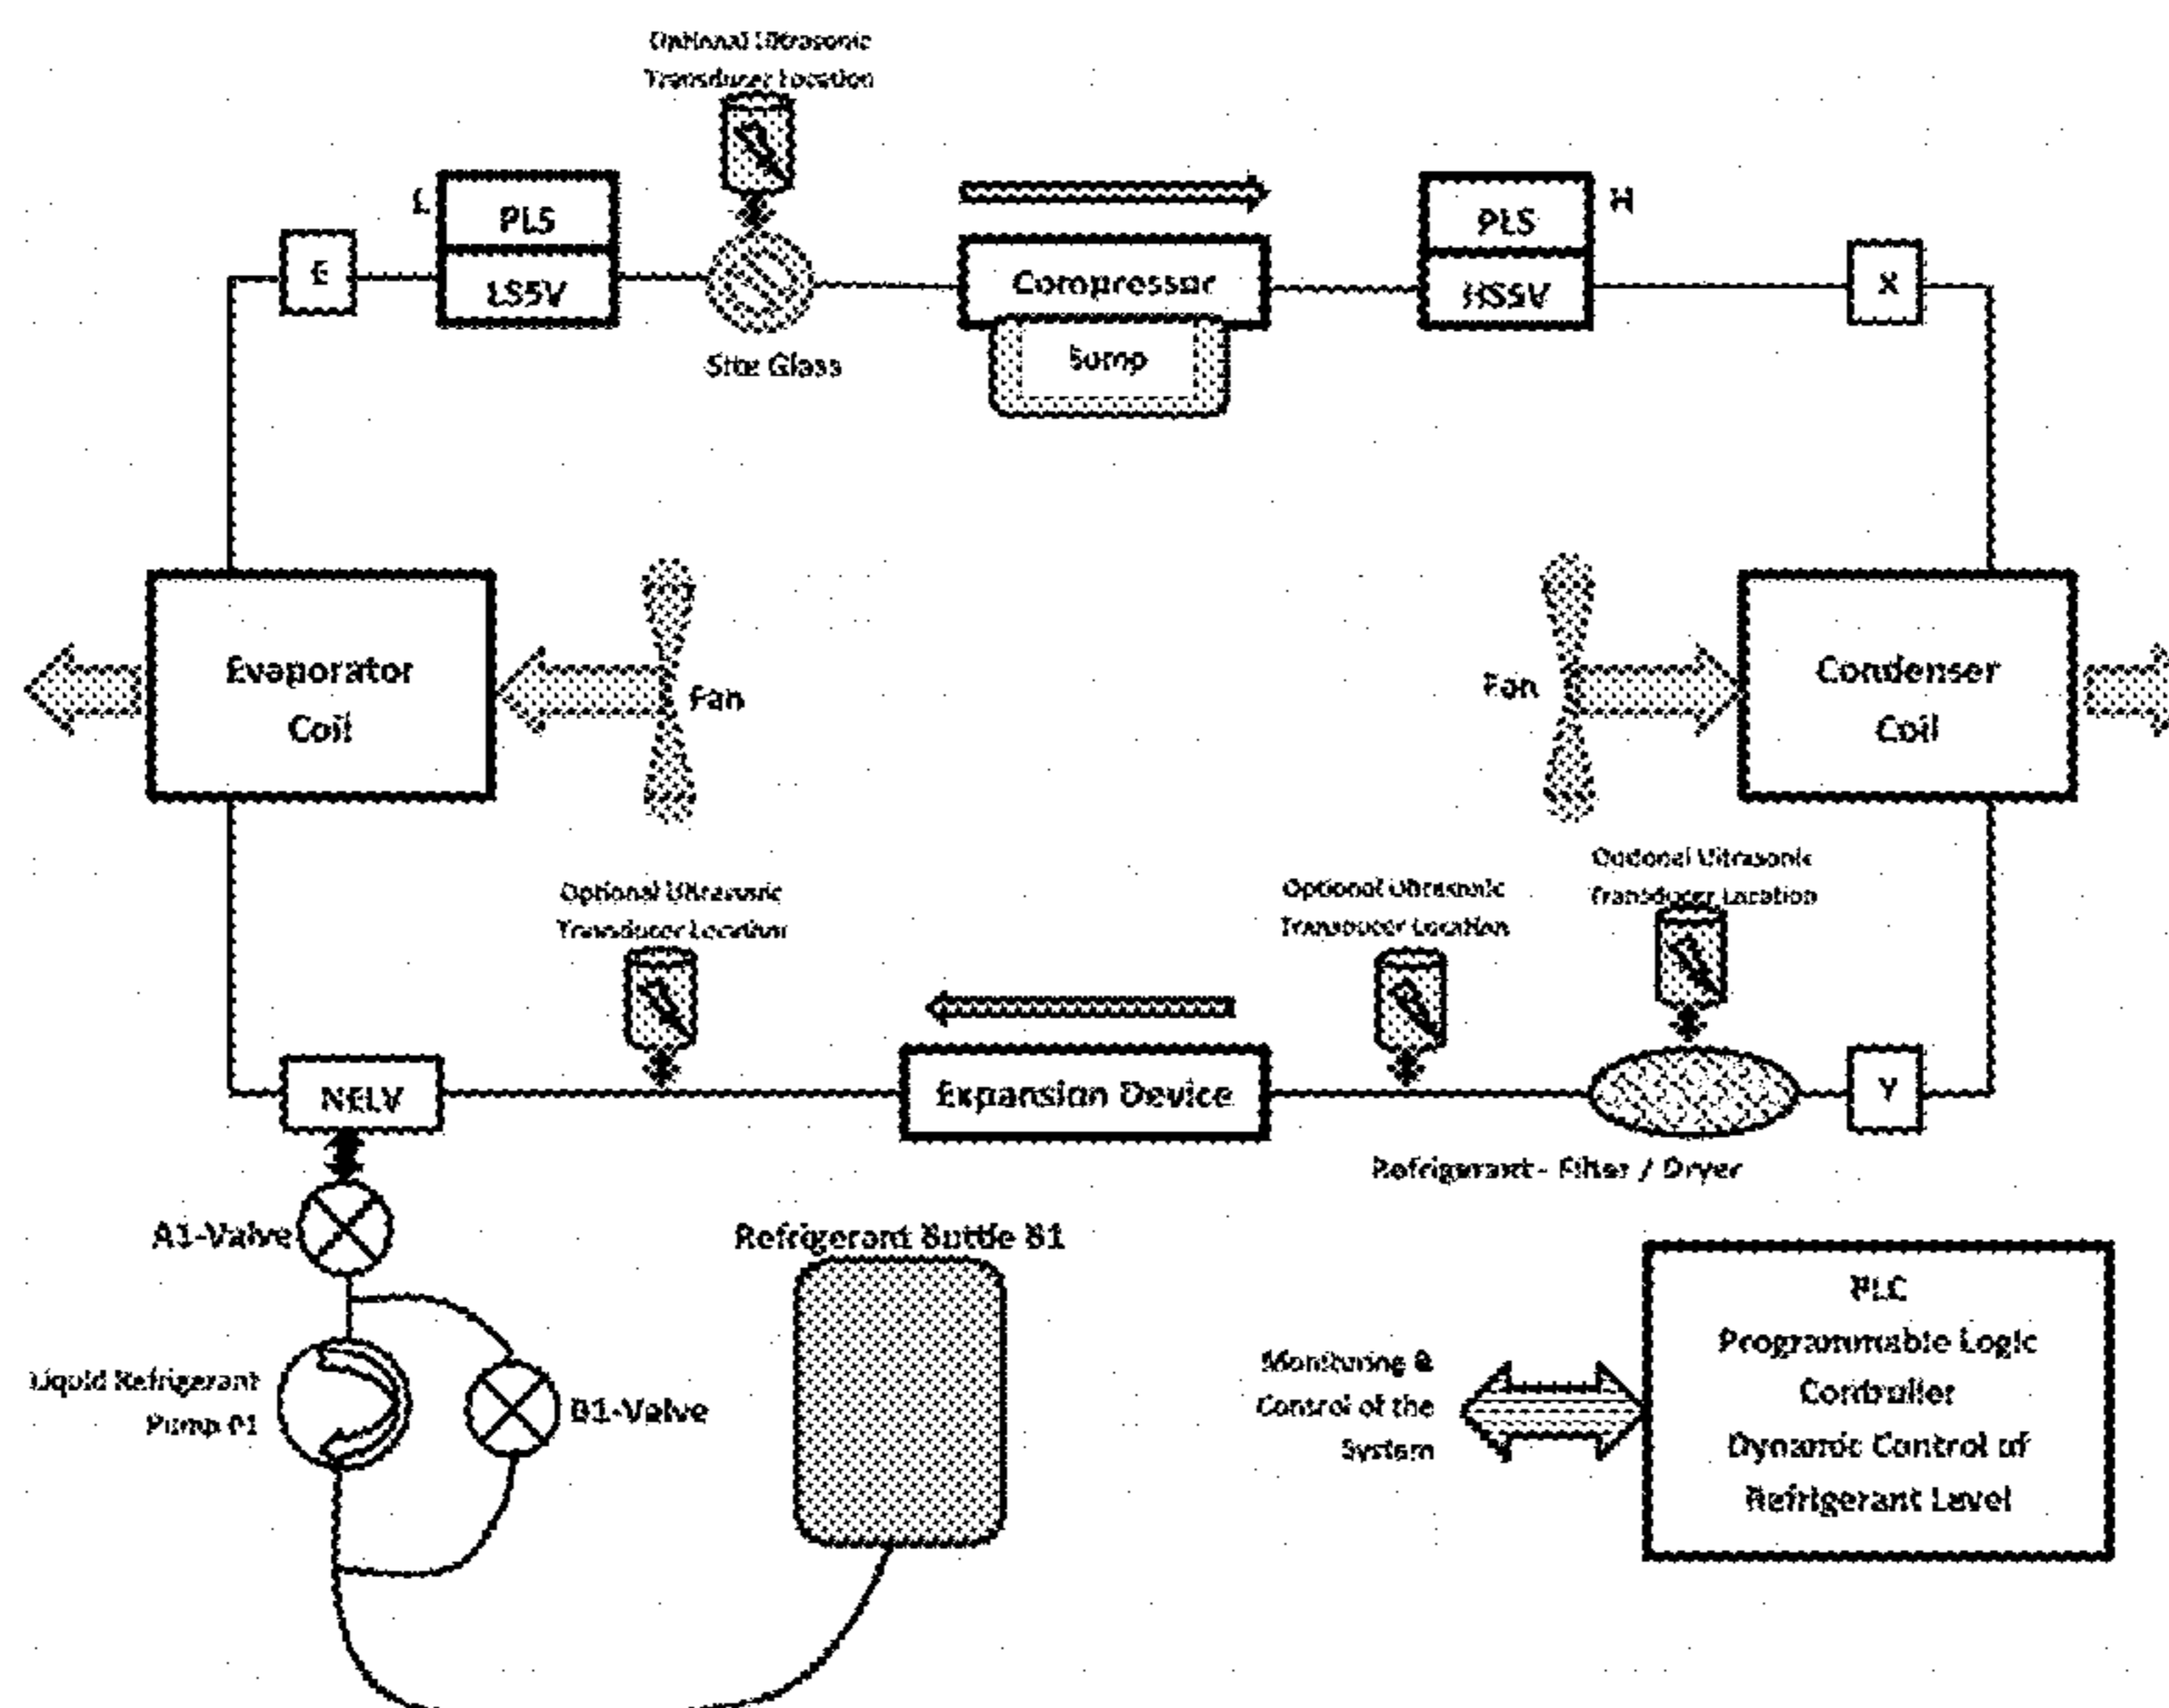 Optional Ultrasonic
Transducer Location
L
PLS
LSSV
E
Site Glass
Compressor
Sump
PLS
HSSV
H
X
Evaporator
Coil
Fan
Fan
Condenser
Coil
Optional Ultrasonic
Transducer Location
Optional Ultrasonic
Transducer Location
Optional Ultrasonic
Transducer Location
NELV
Expansion Device
Y
Refrigerant - Filter / Dryer
A1-Valve
Refrigerant Bottle B1
Liquid Refrigerant
Pump P1
B1-Valve
Monitoring &
Control of the
System
PLC
Programmable Logic
Controller
Dynamic Control of
Refrigerant Level